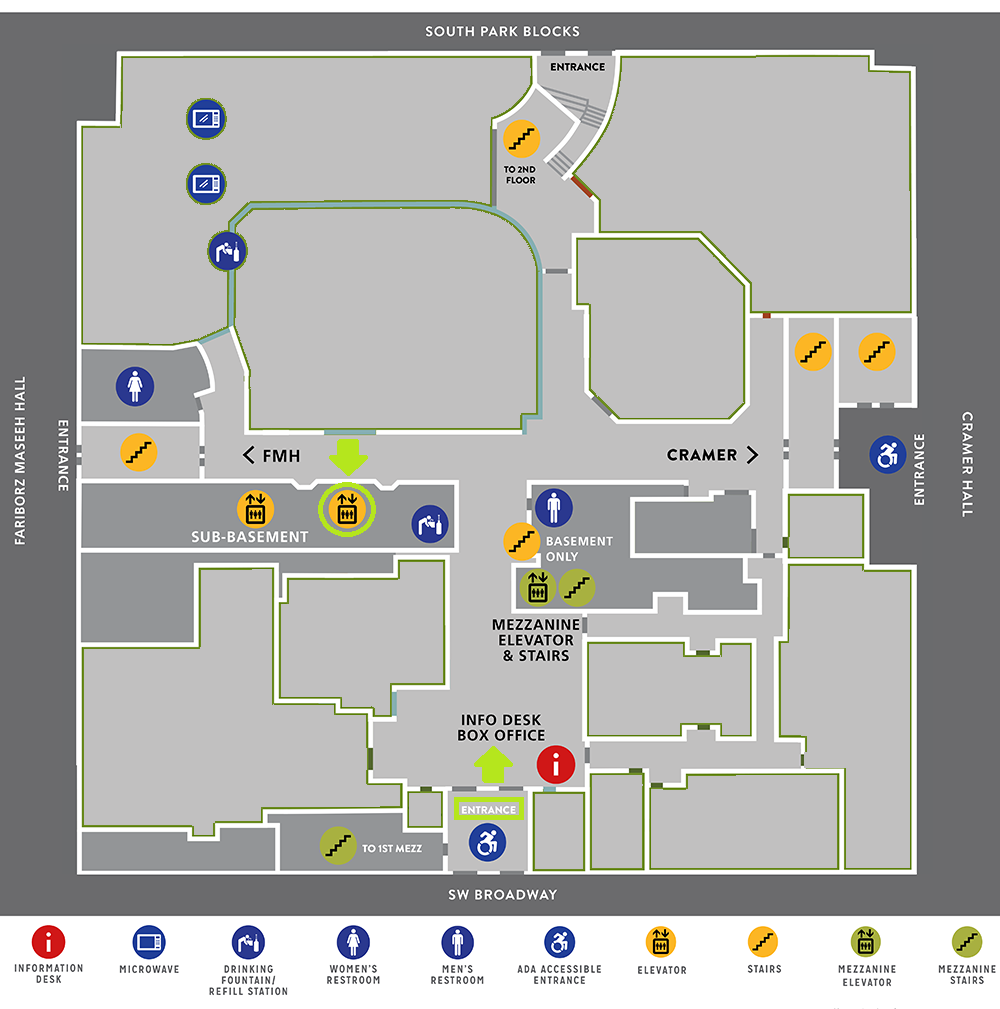 SOUTH PARK BLOCKS
ENTRANCE
TO 2ND
FLOOR
FARIBORZ MASEEH HALL
ENTRANCE
FMH
CRAMER
ENTRANCE
CRAMER HALL
SUB-BASEMENT
BASEMENT
ONLY
MEZZANINE
ELEVATOR
& STAIRS
INFO DESK
BOX OFFICE
i
ENTRANCE
TO 1ST MEZZ
SW BROADWAY
i
INFORMATION
DESK
MICROWAVE
DRINKING
FOUNTAIN/
REFILL STATION
WOMEN'S
RESTROOM
MEN'S
RESTROOM
ADA ACCESSIBLE
ENTRANCE
ELEVATOR
STAIRS
MEZZANINE
ELEVATOR
MEZZANINE
STAIRS